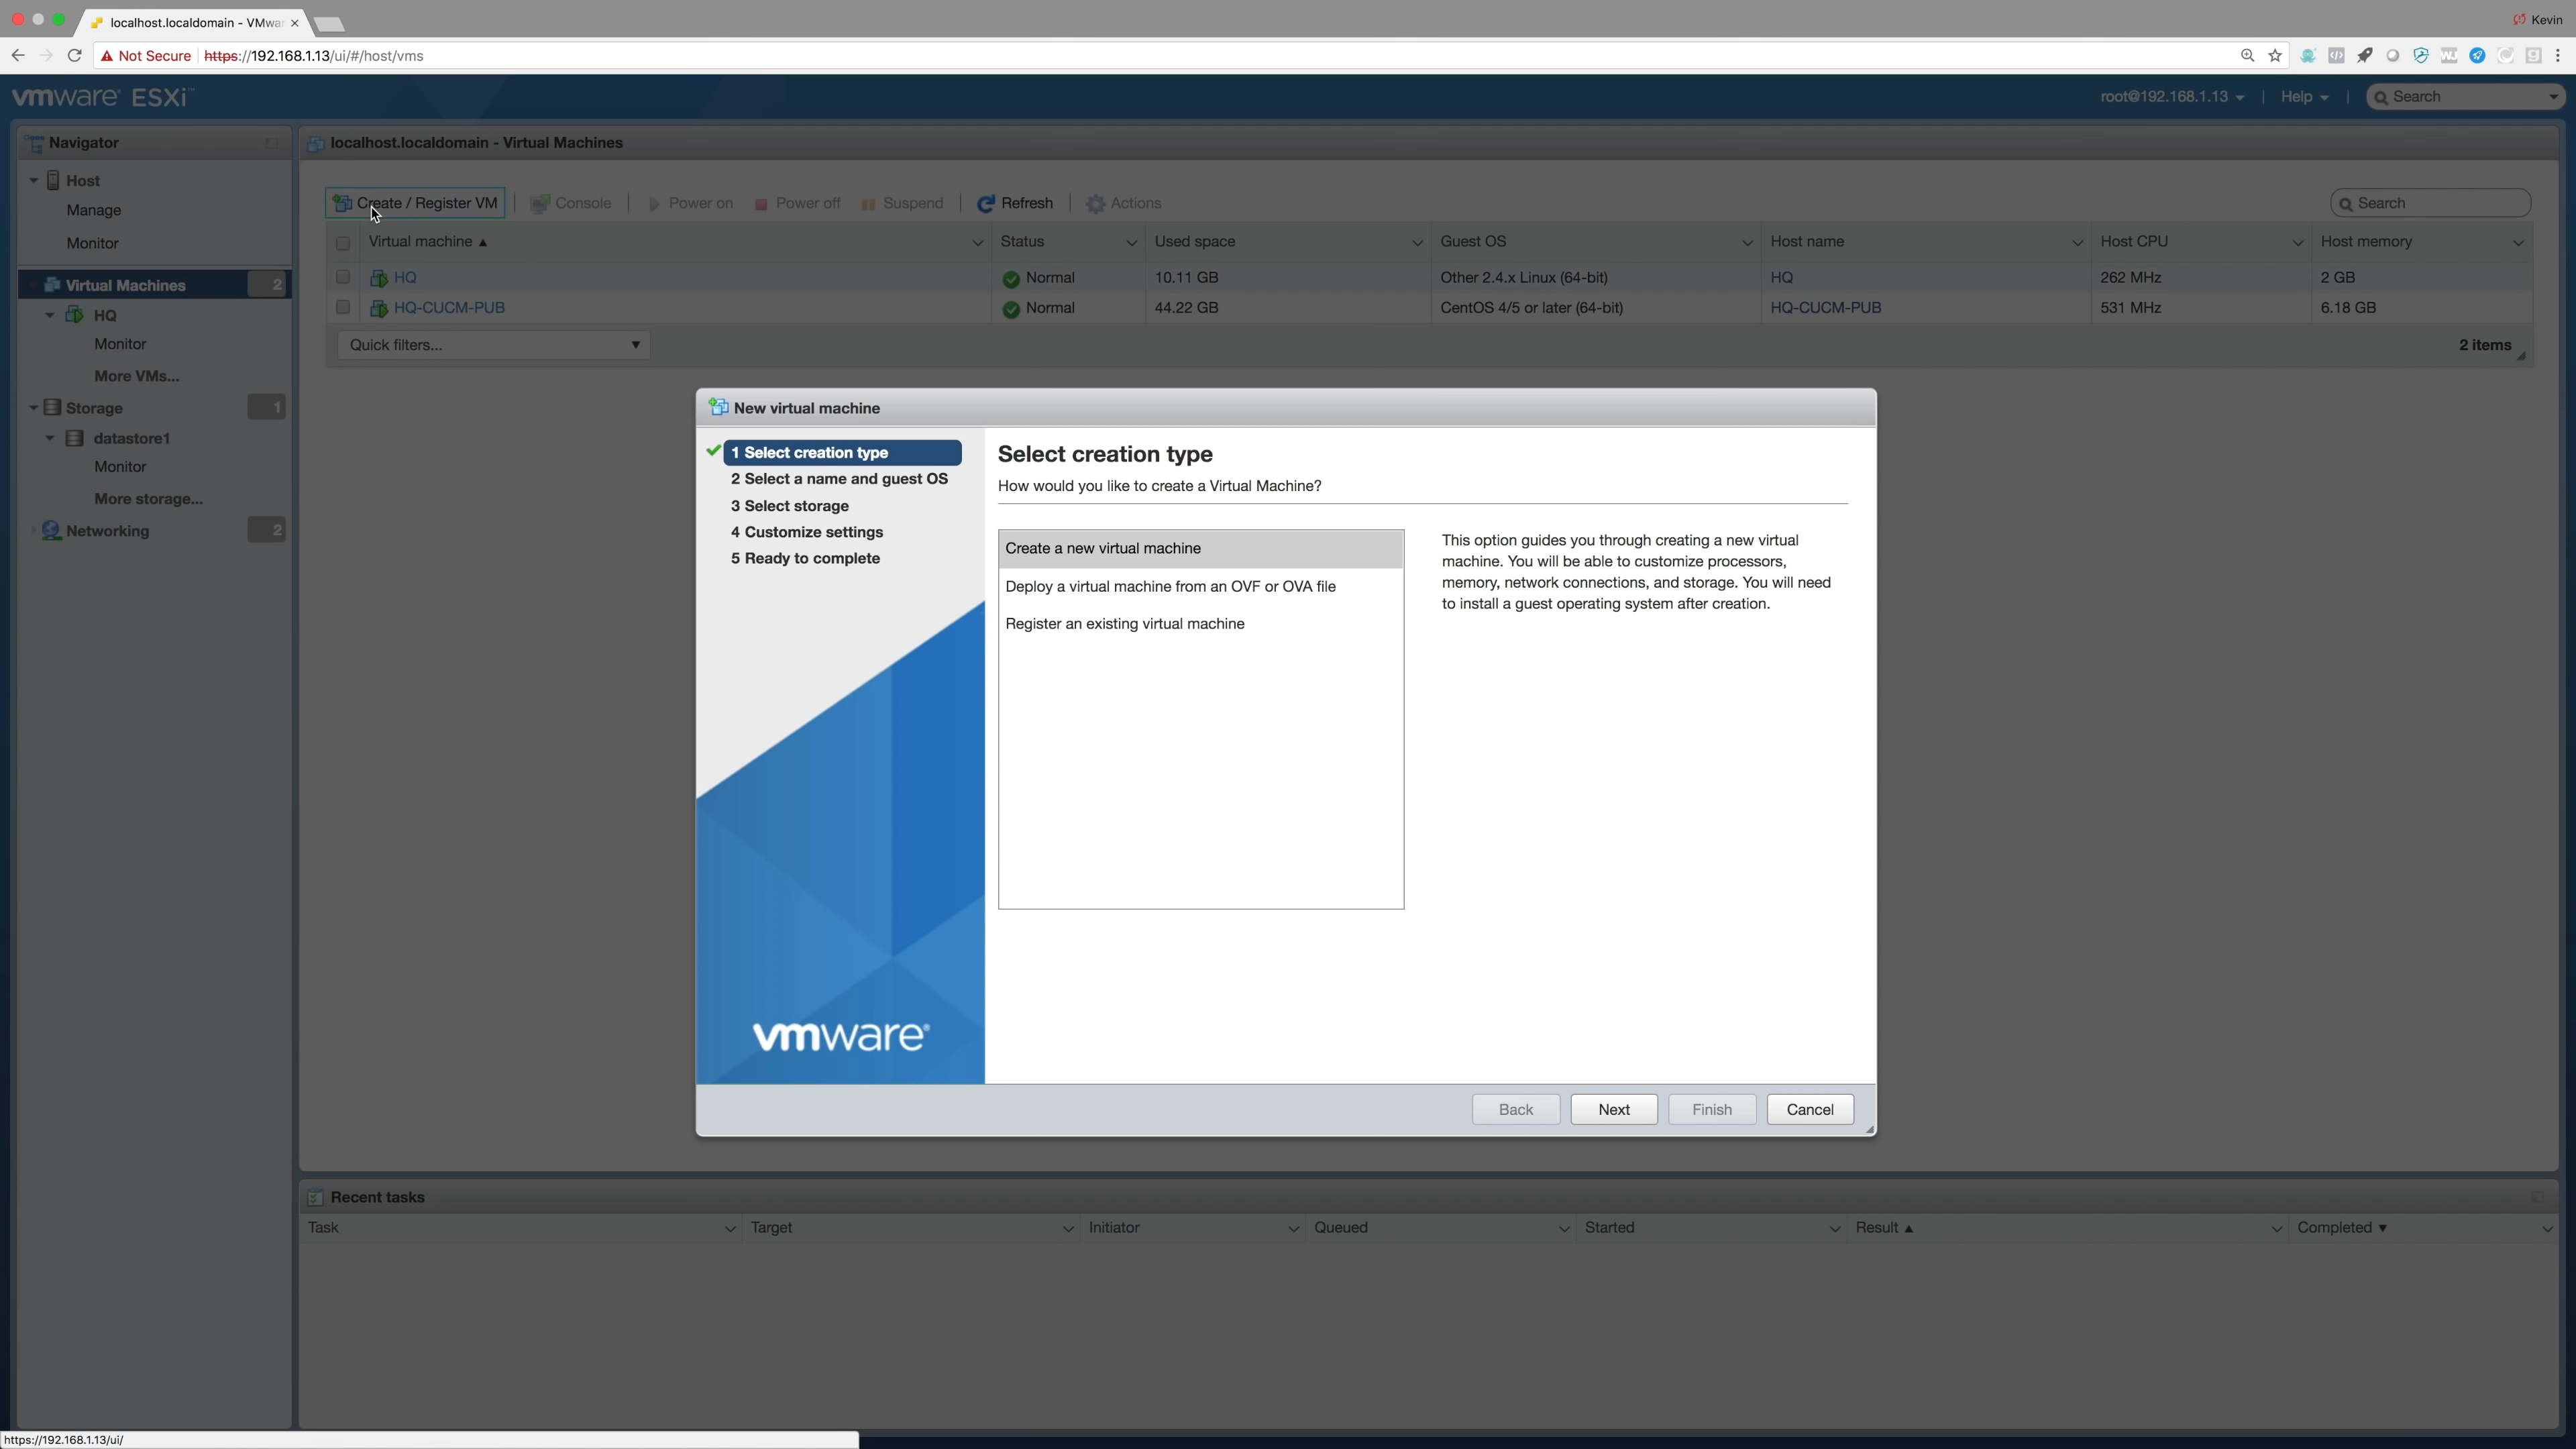 localhost.localdomain - VMwa
Kevin
Not Secure https://192.168.1.13/ui/#/host/vms
vmware ESXi™
root@192.168.1.13 | Help | Search
Navigator
localhost.localdomain - Virtual Machines
Host
Manage
Monitor
Virtual Machines 2
HQ
Monitor
More VMs...
Storage 1
datastore1
Monitor
More storage...
Networking 2
Create / Register VM | Console | Power on Power off Suspend | Refresh | Actions
Search
Virtual machine Status Used space Guest OS Host name Host CPU Host memory
HQ Normal 10.11 GB Other 2.4.x Linux (64-bit) HQ 262 MHz 2 GB
HQ-CUCM-PUB Normal 44.22 GB CentOS 4/5 or later (64-bit) HQ-CUCM-PUB 531 MHz 6.18 GB
Quick filters...
2 items
New virtual machine
1 Select creation type
2 Select a name and guest OS
3 Select storage
4 Customize settings
5 Ready to complete
vmware®
Select creation type
How would you like to create a Virtual Machine?
Create a new virtual machine
Deploy a virtual machine from an OVF or OVA file
Register an existing virtual machine
This option guides you through creating a new virtual
machine. You will be able to customize processors,
memory, network connections, and storage. You will need
to install a guest operating system after creation.
Back Next Finish Cancel
Recent tasks
Task Target Initiator Queued Started Result Completed
https://192.168.1.13/ui/